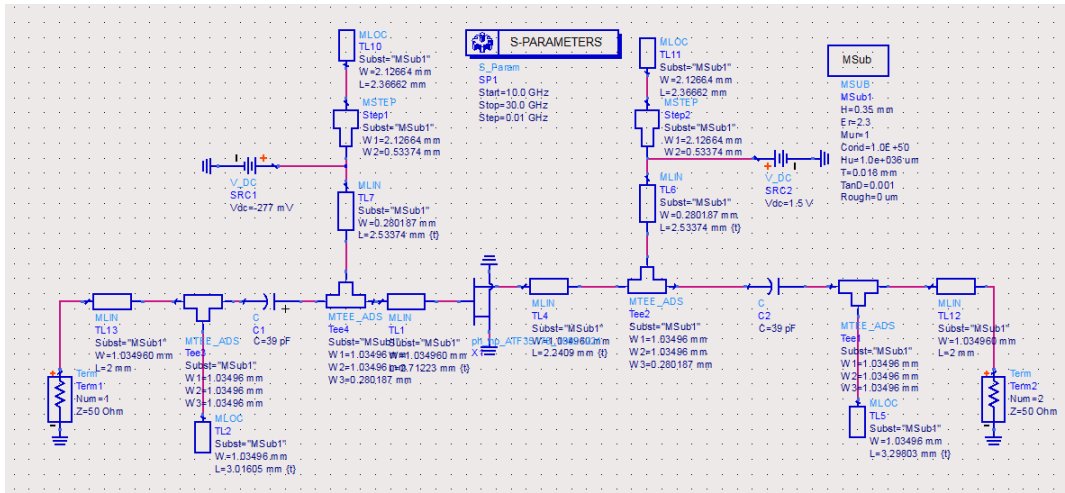 MLOC
TL10
Subst="MSub1"
W=2.12664 mm
L=2.36662 mm
S-PARAMETERS
S_Param
SP1
Start=10.0 GHz
Stop=30.0 GHz
Step=0.01 GHz
MLOC
TL11
Subst="MSub1"
W=2.12664 mm
L=2.36662 mm
MSub
MSUB
MSub1
H=0.35 mm
Er=2.3
Mur=1
Cond=1.0E+50
Hu=1.0e+036 um
T=0.018 mm
TanD=0.001
Rough=0 um
MSTEP
Step1
Subst="MSub1"
W1=2.12664 mm
W2=0.53374 mm
MSTEP
Step2
Subst="MSub1"
W1=2.12664 mm
W2=0.53374 mm
V_DC
SRC1
Vdc=-277 mV
V_DC
SRC2
Vdc=1.5 V
MLIN
TL7
Subst="MSub1"
W=0.280187 mm
L=2.53374 mm {t}
MLIN
TL6
Subst="MSub1"
W=0.280187 mm
L=2.53374 mm {t}
MLIN
TL13
Subst="MSub1"
W=1.034960 mm
L=2 mm
MTEE_ADS
Tee3
Subst="MSub1"
W1=1.03496 mm
W2=1.03496 mm
W3=1.03496 mm
C
C1
C=39 pF
MTEE_ADS
Tee4
Subst="MSub1"
W1=1.03496 mm
W2=1.03496 mm
W3=0.280187 mm
MLIN
TL1
W=1.034960 mm
L=0.71223 mm {t}
MLIN
TL4
Subst="MSub1"
W=1.034960 mm
L=2.2409 mm {t}
MTEE_ADS
Tee2
Subst="MSub1"
W1=1.03496 mm
W2=1.03496 mm
W3=0.280187 mm
C
C2
C=39 pF
MTEE_ADS
Tee1
Subst="MSub1"
W1=1.03496 mm
W2=1.03496 mm
W3=1.03496 mm
MLIN
TL12
Subst="MSub1"
W=1.034960 mm
L=2 mm
Term
Term1
Num=1
Z=50 Ohm
Term
Term2
Num=2
Z=50 Ohm
MLOC
TL2
Subst="MSub1"
W=1.03496 mm
L=3.01605 mm {t}
MLOC
TL5
Subst="MSub1"
W=1.03496 mm
L=3.29803 mm {t}